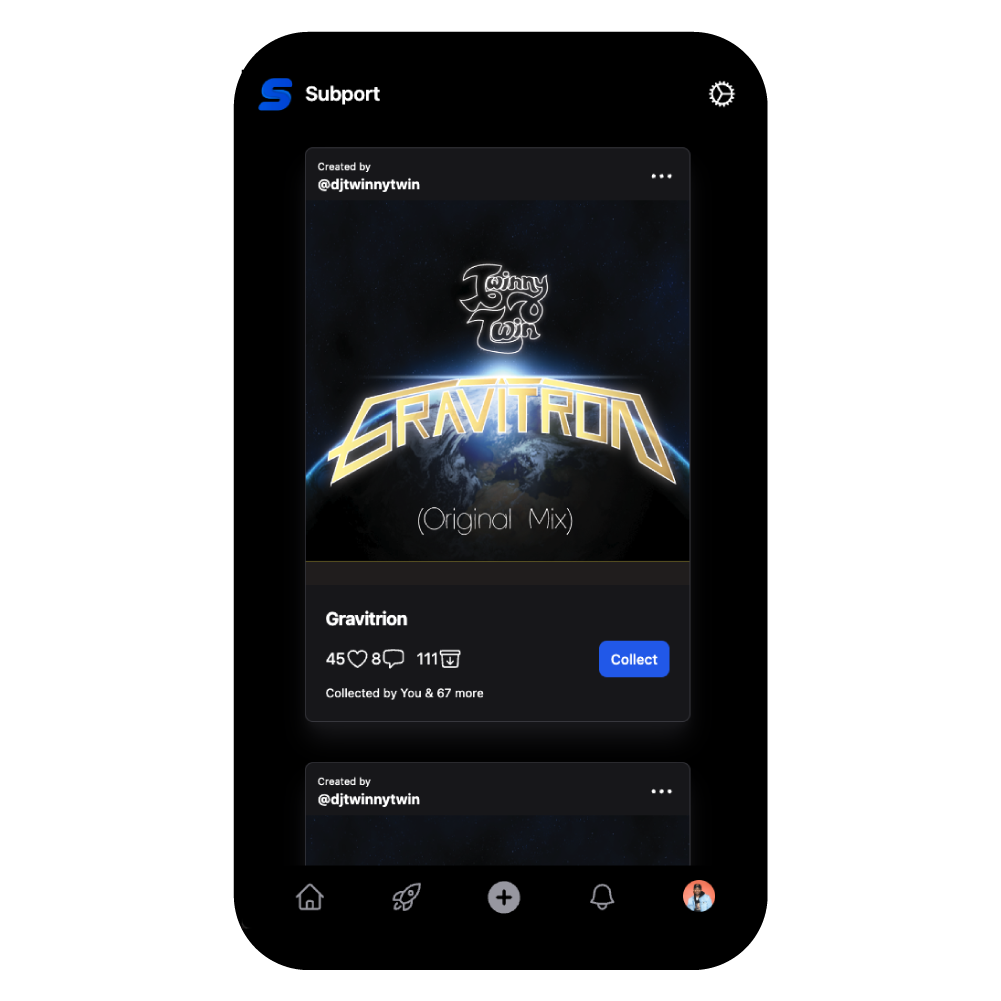 Subport
Created by
@djtwinnytwin
Twinny
Twin
GRAVITRON
(Original Mix)
Gravitrion
45 8 111
Collect
Collected by You & 67 more
Created by
@djtwinnytwin